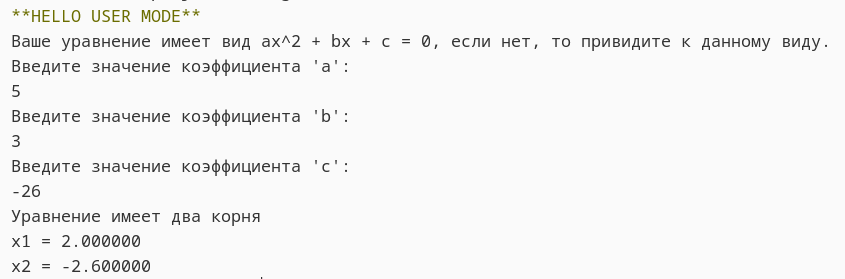 **HELLO USER MODE**
Ваше уравнение имеет вид ax^2 + bx + c = 0, если нет, то привидите к данному виду.
Введите значение коэффициента 'a':
5
Введите значение коэффициента 'b':
3
Введите значение коэффициента 'c':
-26
Уравнение имеет два корня
x1 = 2.000000
x2 = -2.600000